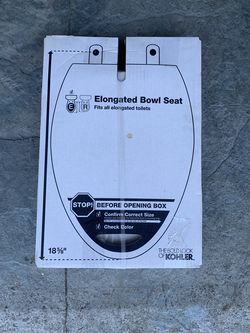 Elongated Bowl Seat
E R
Fits all elongated toilets
STOP!
BEFORE OPENING BOX
Confirm Correct Size
Check Color
18⅝"
THE BOLD LOOK
OF KOHLER®